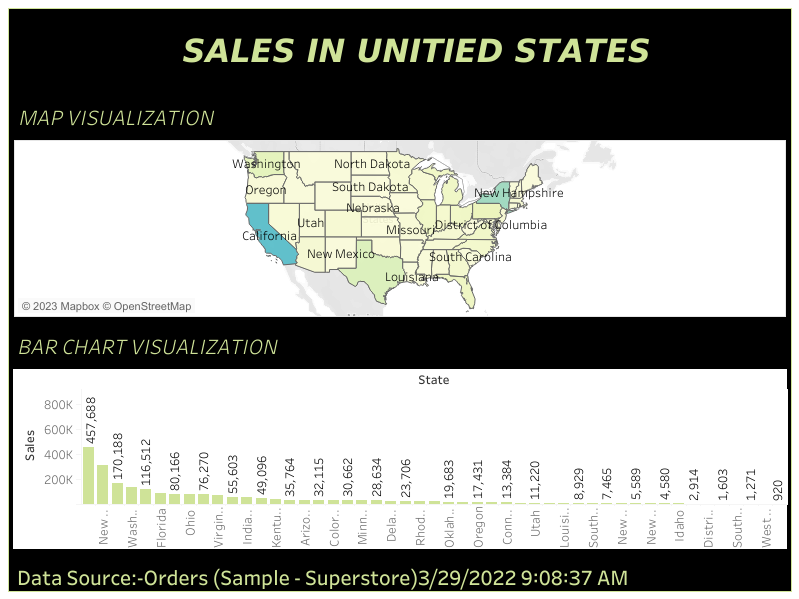 SALES IN UNITIED STATES
MAP VISUALIZATION
Washington
North Dakota
Oregon
South Dakota
New Hampshire
Nebraska
Utah
California
Missouri
District of Columbia
New Mexico
South Carolina
Louisiana
© 2023 Mapbox © OpenStreetMap
BAR CHART VISUALIZATION
State
Sales
800K
600K
400K
200K
457,688
170,188
116,512
80,166
76,270
55,603
49,096
35,764
32,115
30,662
28,634
23,706
19,683
17,431
13,384
11,220
8,929
7,465
5,589
4,580
2,914
1,603
1,271
920
New ..
Wash..
Florida
Ohio
Virgin..
India..
Kentu..
Arizo..
Color..
Minn..
Dela..
Rhod..
Oklah..
Oregon
Conn..
Utah
Louisi..
South..
New ..
New ..
Idaho
Distri..
South..
West..
Data Source:-Orders (Sample - Superstore)3/29/2022 9:08:37 AM